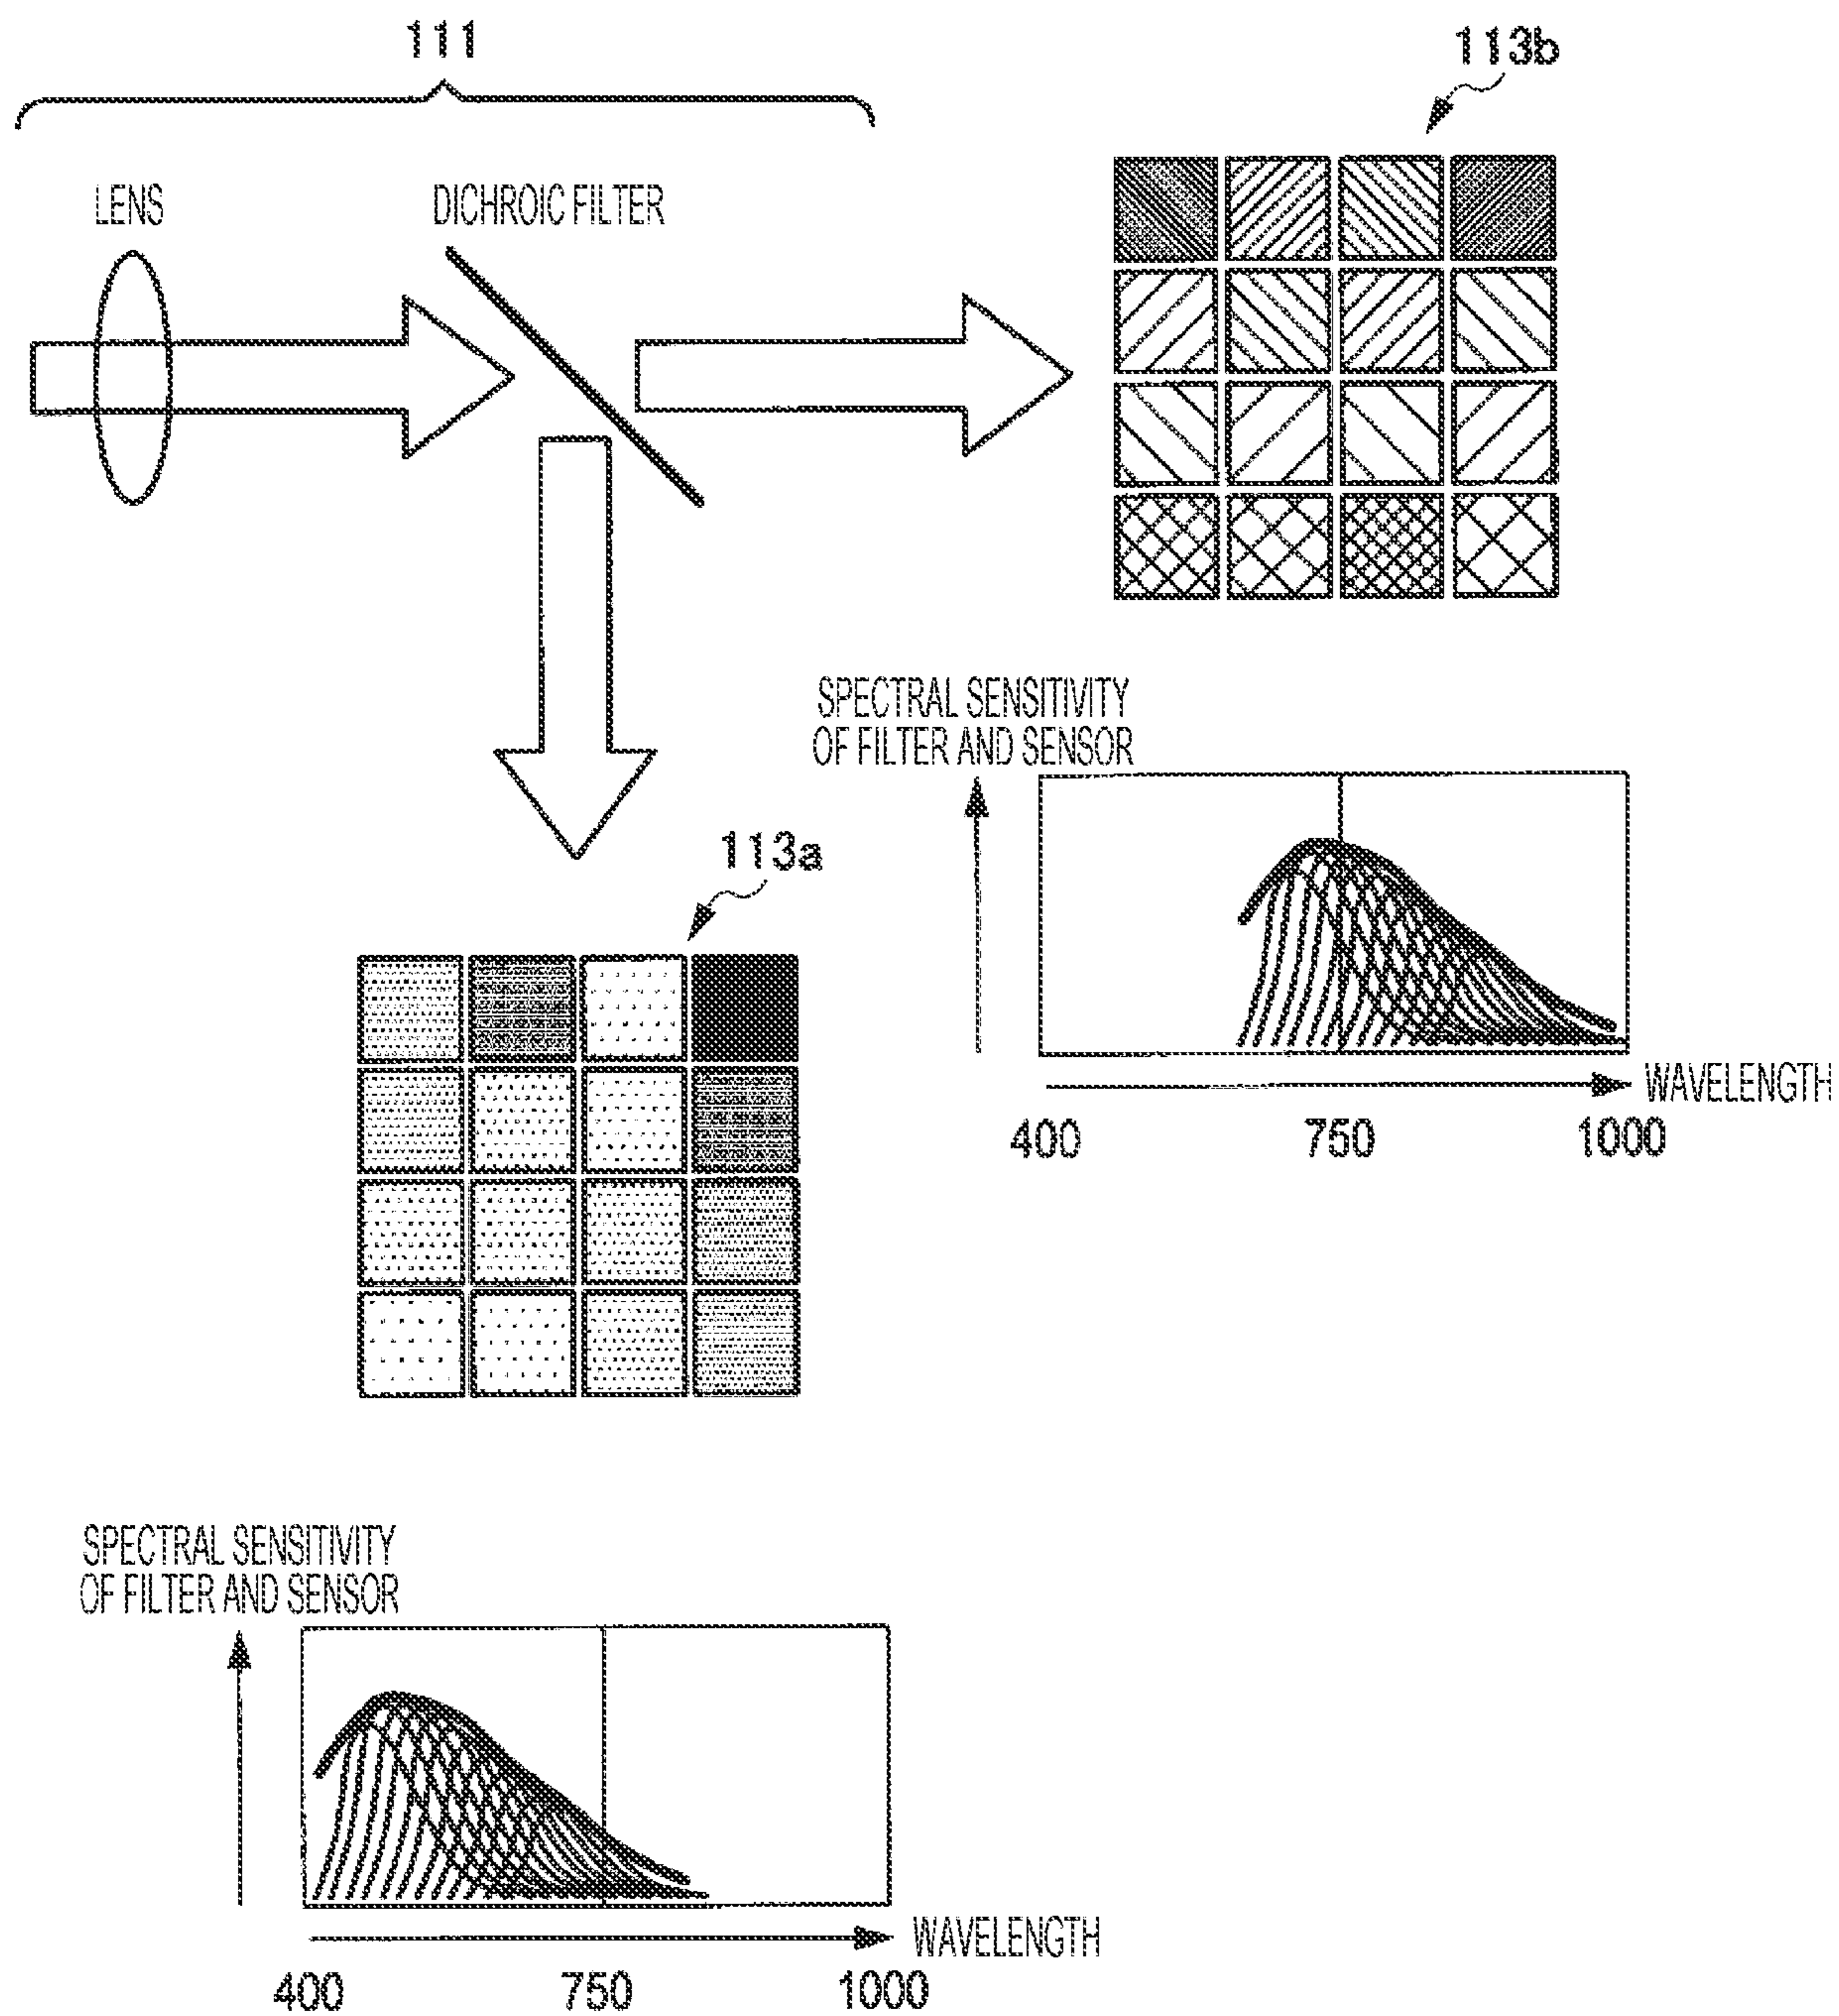 111
113b
LENS
DICHROIC FILTER
SPECTRAL SENSITIVITY
OF FILTER AND SENSOR
113a
WAVELENGTH
400
750
1000
SPECTRAL SENSITIVITY
OF FILTER AND SENSOR
WAVELENGTH
400
750
1000